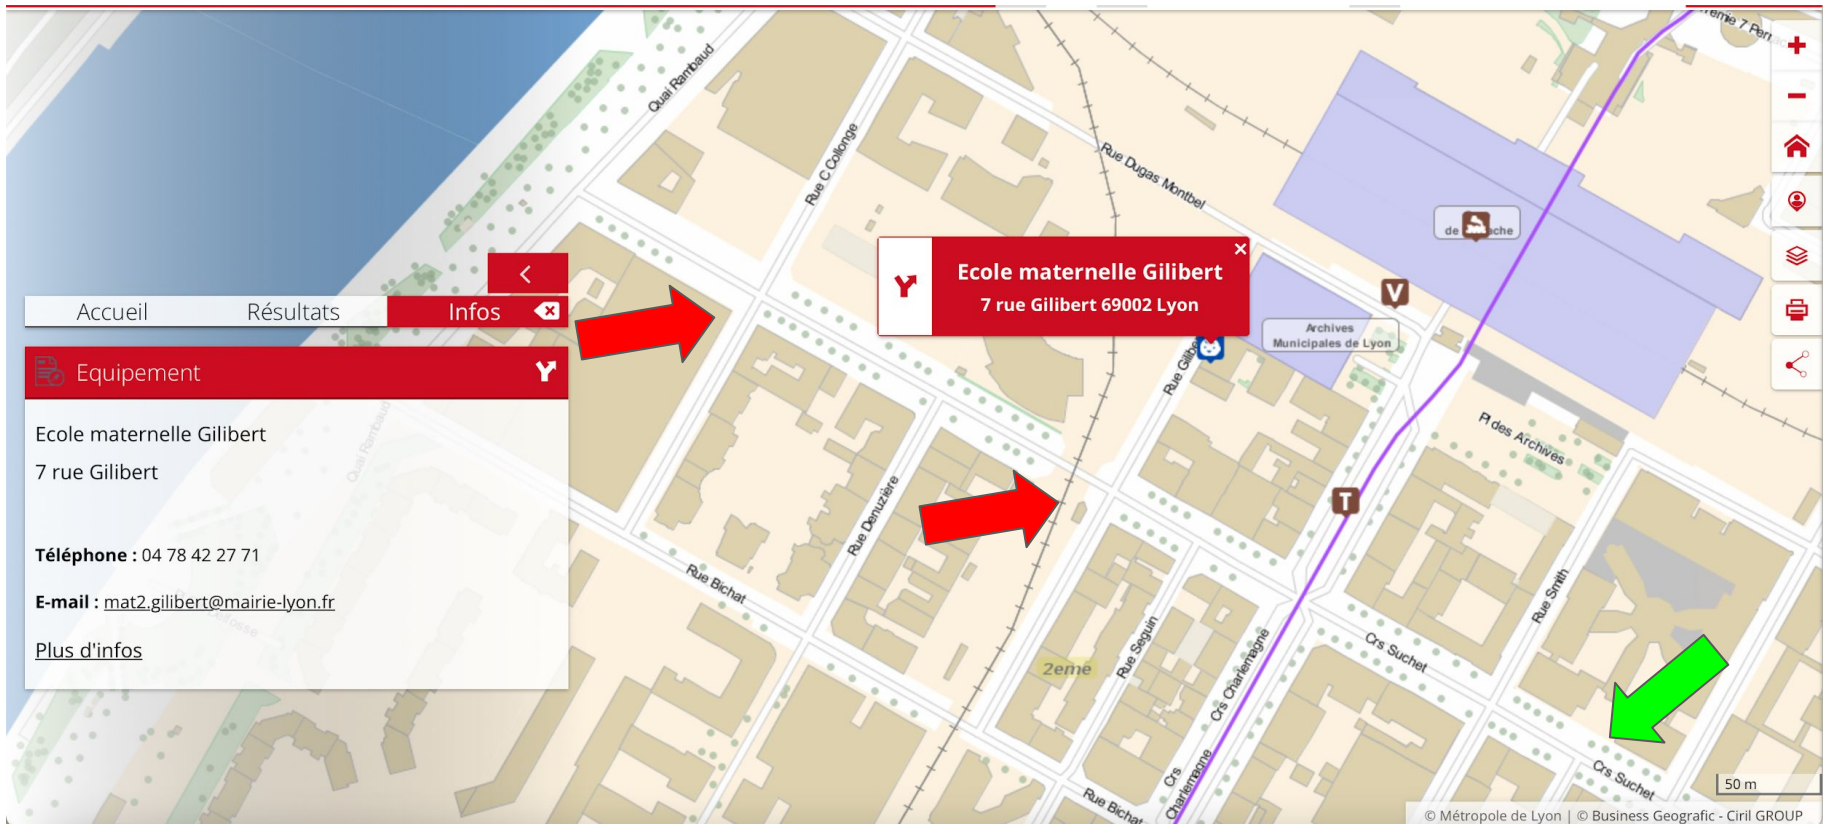 Accueil
Résultats
Infos
Equipement
Ecole maternelle Gilibert
7 rue Gilibert
Téléphone : 04 78 42 27 71
E-mail : mat2.gilibert@mairie-lyon.fr
Plus d'infos
Quai Rambaud
Quai Rambaud
Rue C Collonge
Rue Dugas Montbel
Ecole maternelle Gilibert
7 rue Gilibert 69002 Lyon
Archives
Municipales de Lyon
V
T
Pl des Archives
Rue Denuzière
Rue Bichat
Rue Seguin
2eme
Crs Charlemagne
Crs Charlemagne
Rue Smith
Crs Suchet
Crs Suchet
Rue Bichat
50 m
© Métropole de Lyon | © Business Geografic - Ciril GROUP